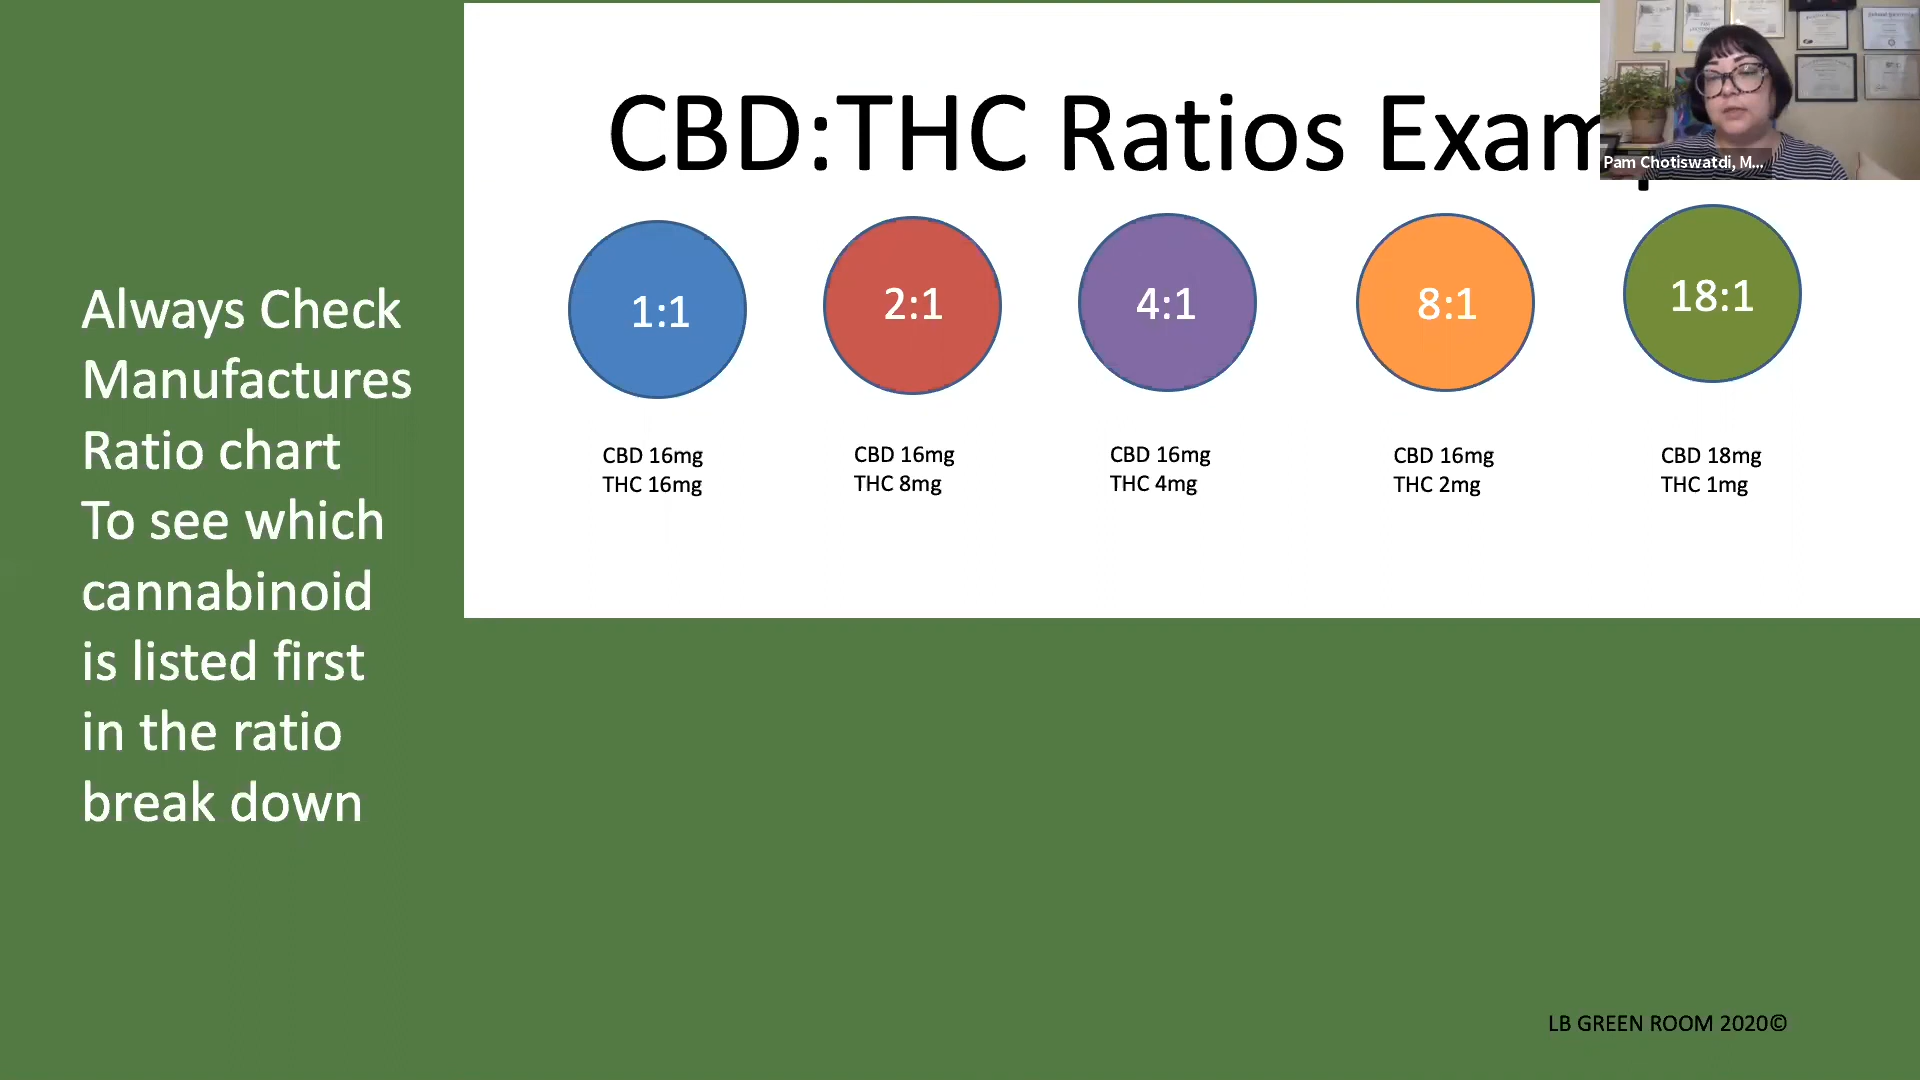 CBD:THC Ratios
Pam Chotiswatdi, M...
1:1
2:1
4:1
8:1
18:1
CBD 16mg
THC 16mg
CBD 16mg
THC 8mg
CBD 16mg
THC 4mg
CBD 16mg
THC 2mg
CBD 18mg
THC 1mg
Always Check
Manufactures
Ratio chart
To see which
cannabinoid
is listed first
in the ratio
break down
LB GREEN ROOM 2020©